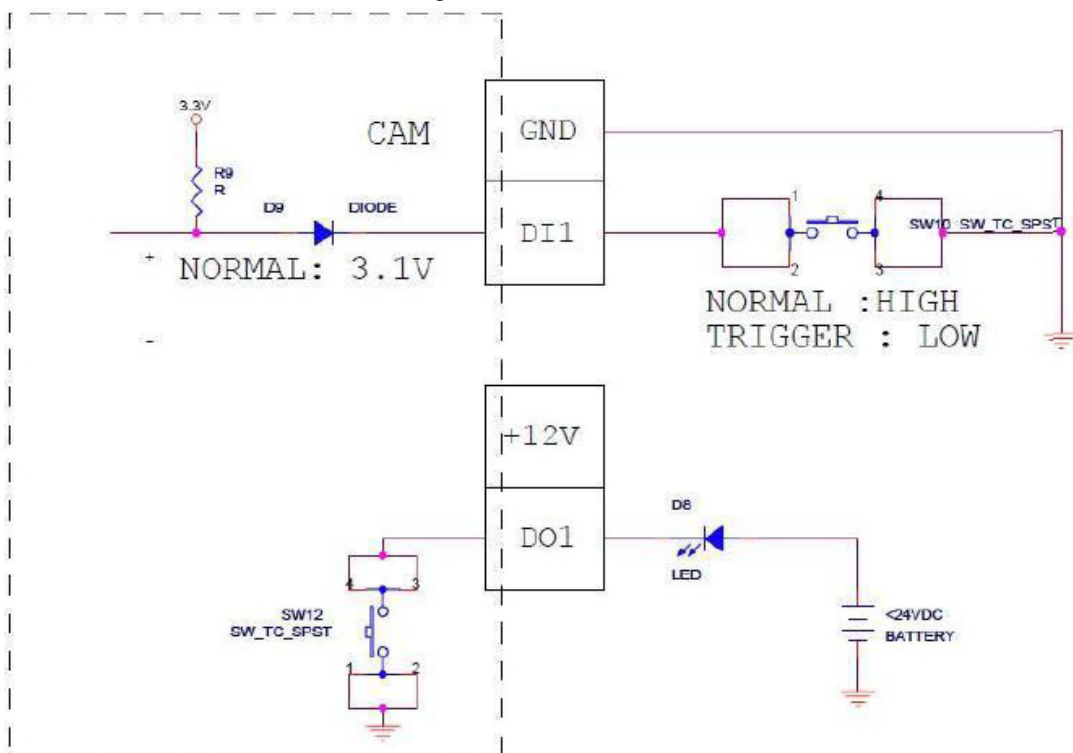 3.3V
CAM
GND
R9
R
1
4
D9
DIODE
DI1
SW10 SW_TC_SPST
+
NORMAL: 3.1V
2
3
NORMAL :HIGH
-
TRIGGER : LOW
+12V
D8
DO1
4
3
LED
SW12
<24VDC
SW_TC_SPST
BATTERY
1
2